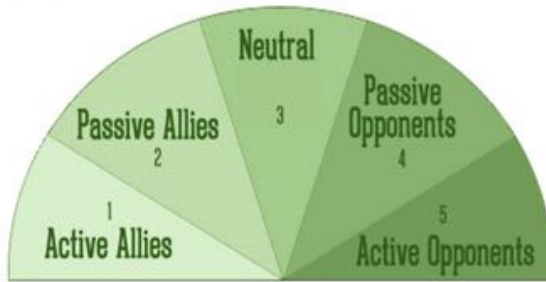 Neutral
3
Passive Allies
2
Passive
Opponents
4
1
Active Allies
5
Active Opponents